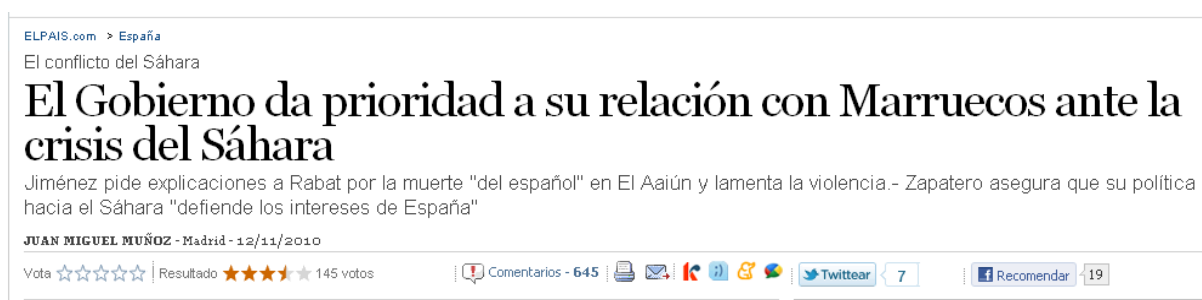 ELPAIS.com > España
El conflicto del Sáhara
El Gobierno da prioridad a su relación con Marruecos ante la
crisis del Sáhara
Jiménez pide explicaciones a Rabat por la muerte "del español" en El Aaiún y lamenta la violencia.- Zapatero asegura que su política
hacia el Sáhara "defiende los intereses de España"
JUAN MIGUEL MUÑOZ - Madrid - 12/11/2010
Vota Resultado 145 votos Comentarios - 645 Twittear 7 Recomendar 19